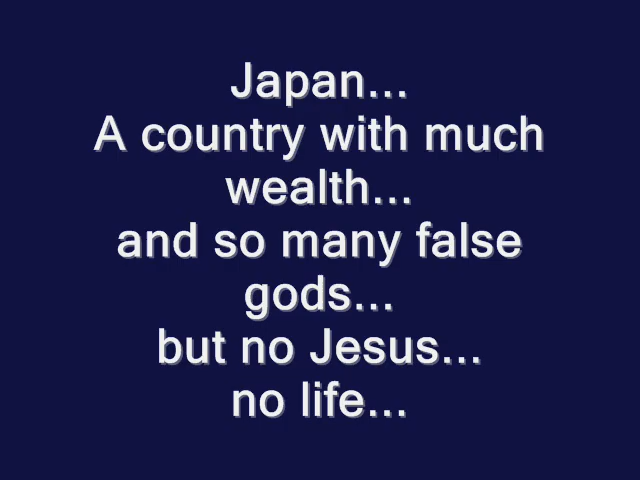 Japan...
A country with much
wealth...
and so many false
gods...
but no Jesus...
no life...